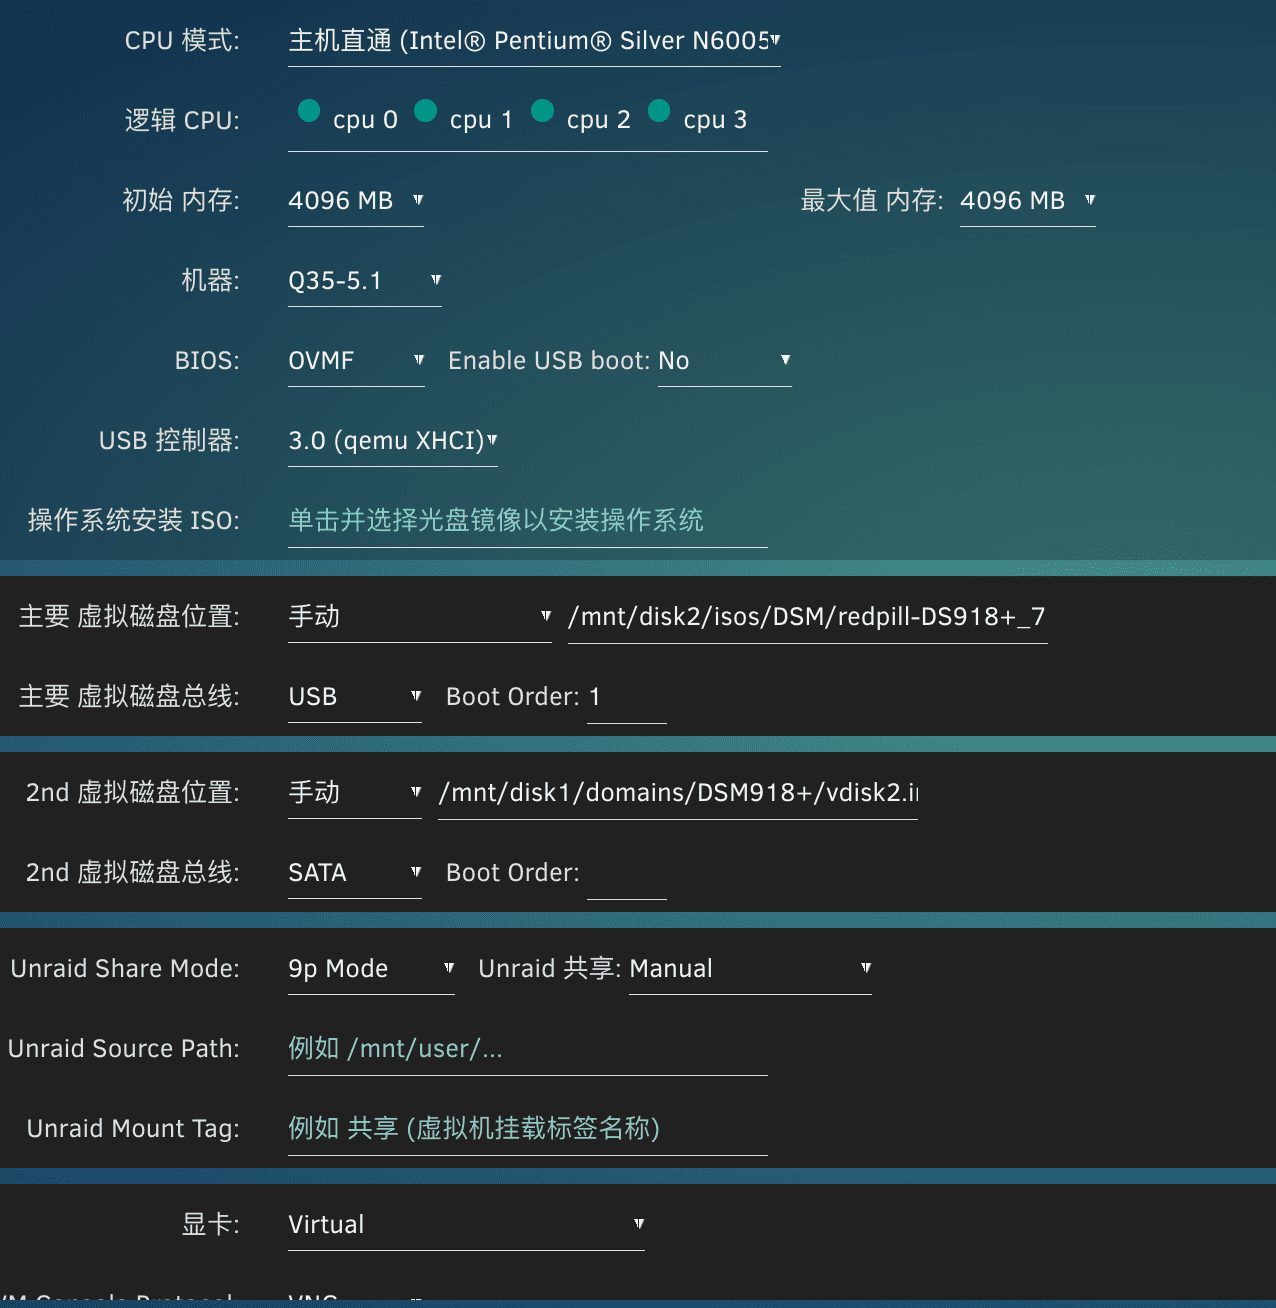 CPU 模式: 主机直通 (Intel® Pentium® Silver N6005
逻辑 CPU: cpu 0 cpu 1 cpu 2 cpu 3
初始 内存: 4096 MB 最大值 内存: 4096 MB
机器: Q35-5.1
BIOS: OVMF Enable USB boot: No
USB 控制器: 3.0 (qemu XHCI)
操作系统安装 ISO: 单击并选择光盘镜像以安装操作系统
主要 虚拟磁盘位置: 手动 /mnt/disk2/isos/DSM/redpill-DS918+_7
主要 虚拟磁盘总线: USB Boot Order: 1
2nd 虚拟磁盘位置: 手动 /mnt/disk1/domains/DSM918+/vdisk2.i
2nd 虚拟磁盘总线: SATA Boot Order:
Unraid Share Mode: 9p Mode Unraid 共享: Manual
Unraid Source Path: 例如 /mnt/user/...
Unraid Mount Tag: 例如 共享 (虚拟机挂载标签名称)
显卡: Virtual
VM Console Protocol: VNC